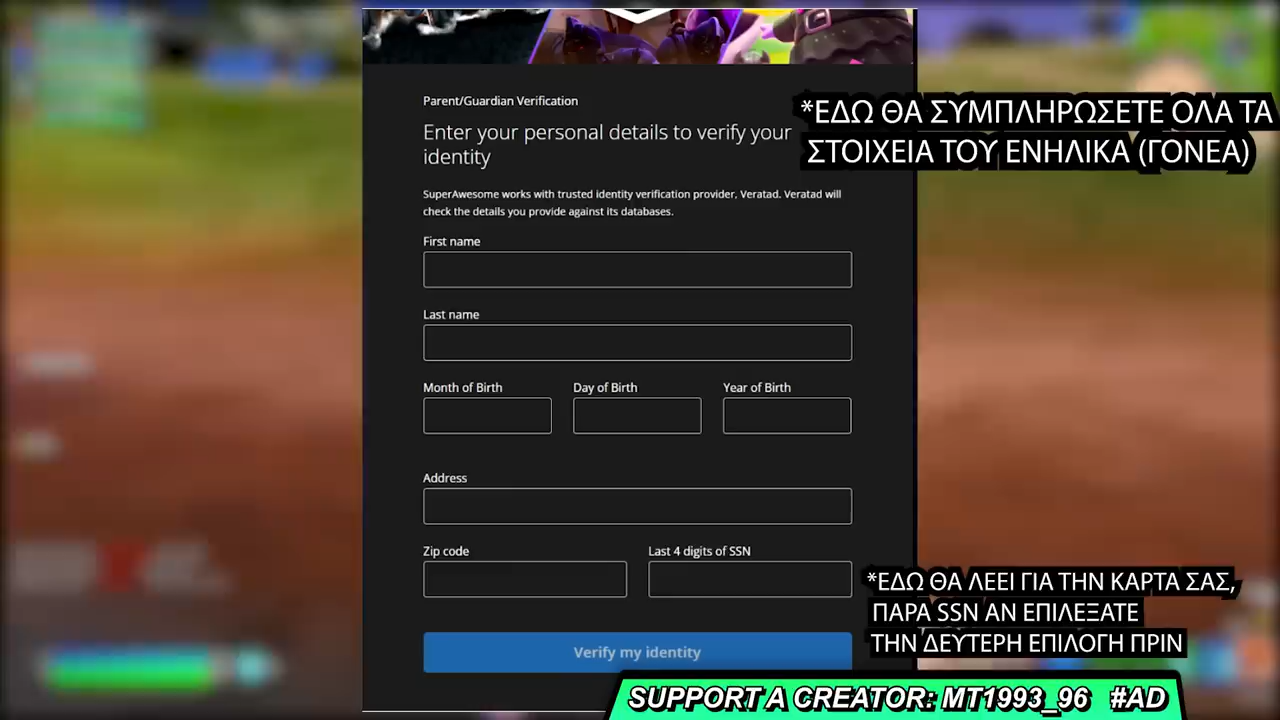 Parent/Guardian Verification
Enter your personal details to verify your
identity
*ΕΔΩ ΘΑ ΣΥΜΠΛΗΡΩΣΕΤΕ ΟΛΑ ΤΑ
ΣΤΟΙΧΕΙΑ ΤΟΥ ΕΝΗΛΙΚΑ (ΓΟΝΕΑ)
SuperAwesome works with trusted identity verification provider, Veratad. Veratad will
check the details you provide against its databases.
First name
Last name
Month of Birth Day of Birth Year of Birth
Address
Zip code Last 4 digits of SSN
*ΕΔΩ ΘΑ ΛΕΕΙ ΓΙΑ ΤΗΝ ΚΑΡΤΑ ΣΑΣ,
ΠΑΡΑ SSN ΑΝ ΕΠΙΛΕΞΑΤΕ
ΤΗΝ ΔΕΥΤΕΡΗ ΕΠΙΛΟΓΗ ΠΡΙΝ
Verify my identity
SUPPORT A CREATOR: MT1993_96 #AD